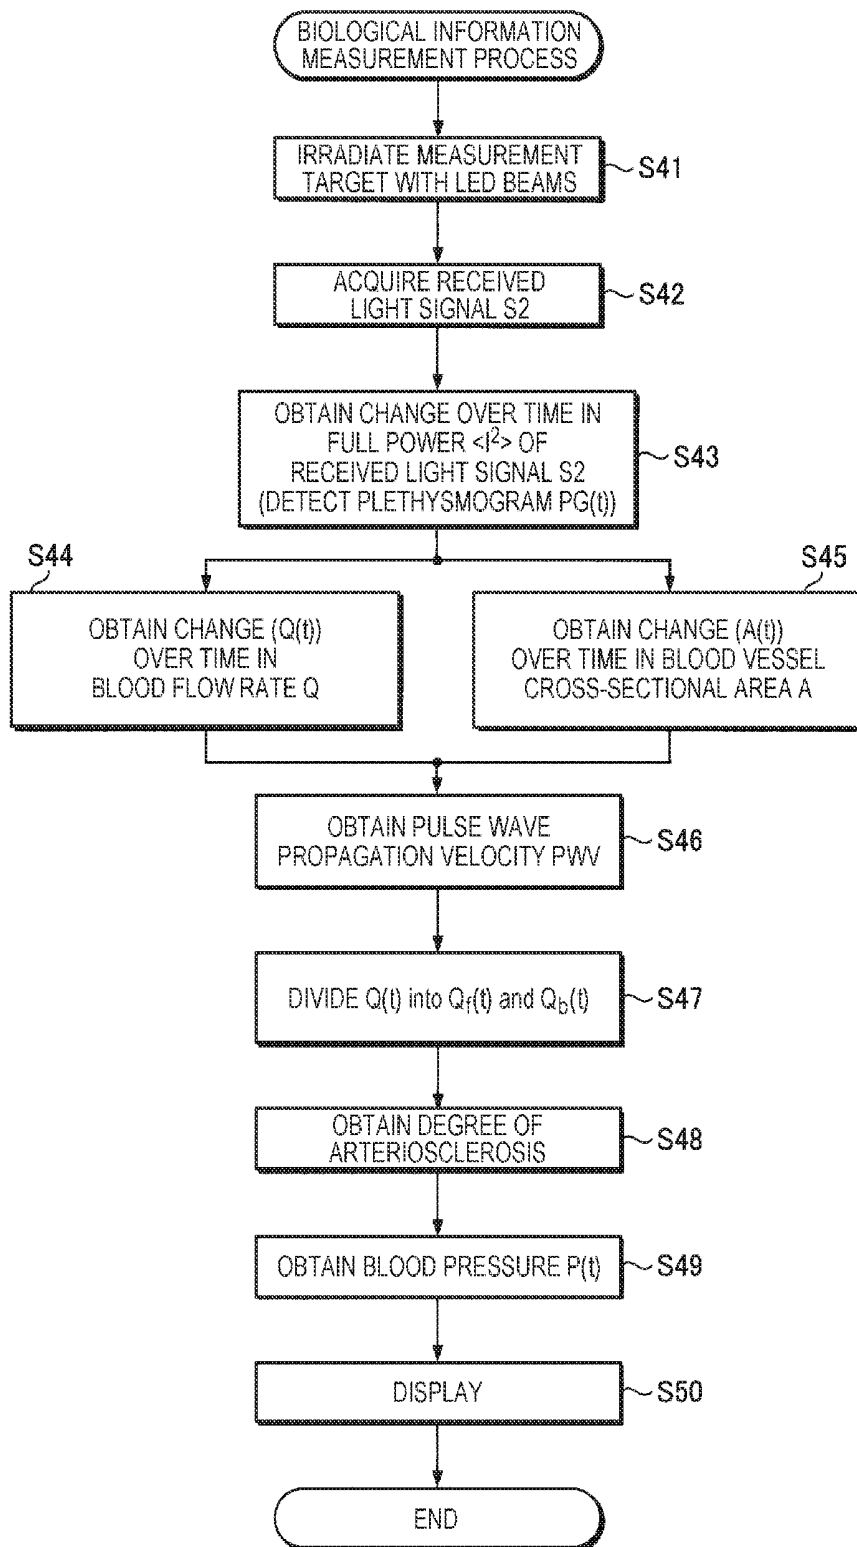 BIOLOGICAL INFORMATION
MEASUREMENT PROCESS
IRRADIATE MEASUREMENT
TARGET WITH LED BEAMS
S41
ACQUIRE RECEIVED
LIGHT SIGNAL S2
S42
OBTAIN CHANGE OVER TIME IN
FULL POWER <I²> OF
RECEIVED LIGHT SIGNAL S2
(DETECT PLETHYSMOGRAM PG(t))
S43
S44
OBTAIN CHANGE (Q(t))
OVER TIME IN
BLOOD FLOW RATE Q
S45
OBTAIN CHANGE (A(t))
OVER TIME IN BLOOD VESSEL
CROSS-SECTIONAL AREA A
OBTAIN PULSE WAVE
PROPAGATION VELOCITY PWV
S46
DIVIDE Q(t) into Qf(t) and Qb(t)
S47
OBTAIN DEGREE OF
ARTERIOSCLEROSIS
S48
OBTAIN BLOOD PRESSURE P(t)
S49
DISPLAY
S50
END